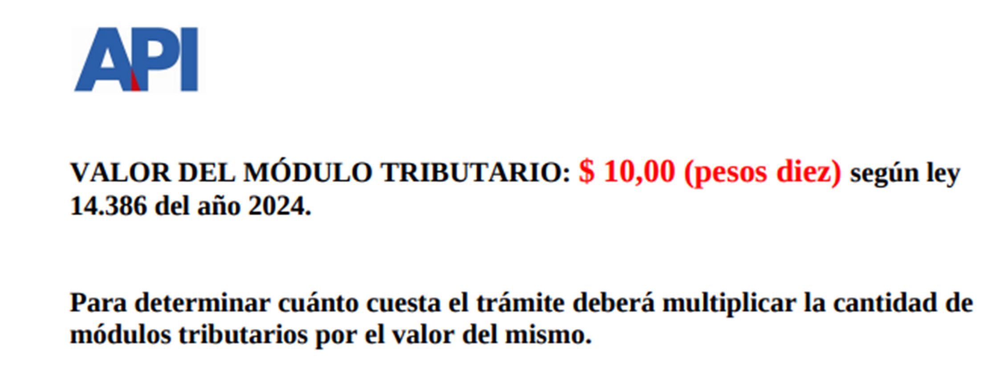 API
VALOR DEL MÓDULO TRIBUTARIO: $ 10,00 (pesos diez) según ley
14.386 del año 2024.
Para determinar cuánto cuesta el trámite deberá multiplicar la cantidad de
módulos tributarios por el valor del mismo.